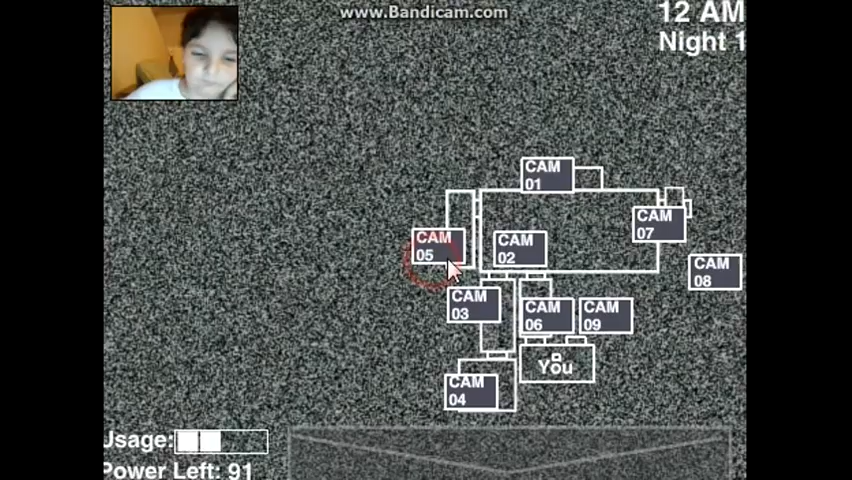 www.Bandicam.com
12 AM
Night 1
CAM
01
CAM
07
CAM
05
CAM
02
CAM
08
CAM
03
CAM
06
CAM
09
You
CAM
04
Usage:
Power Left: 91